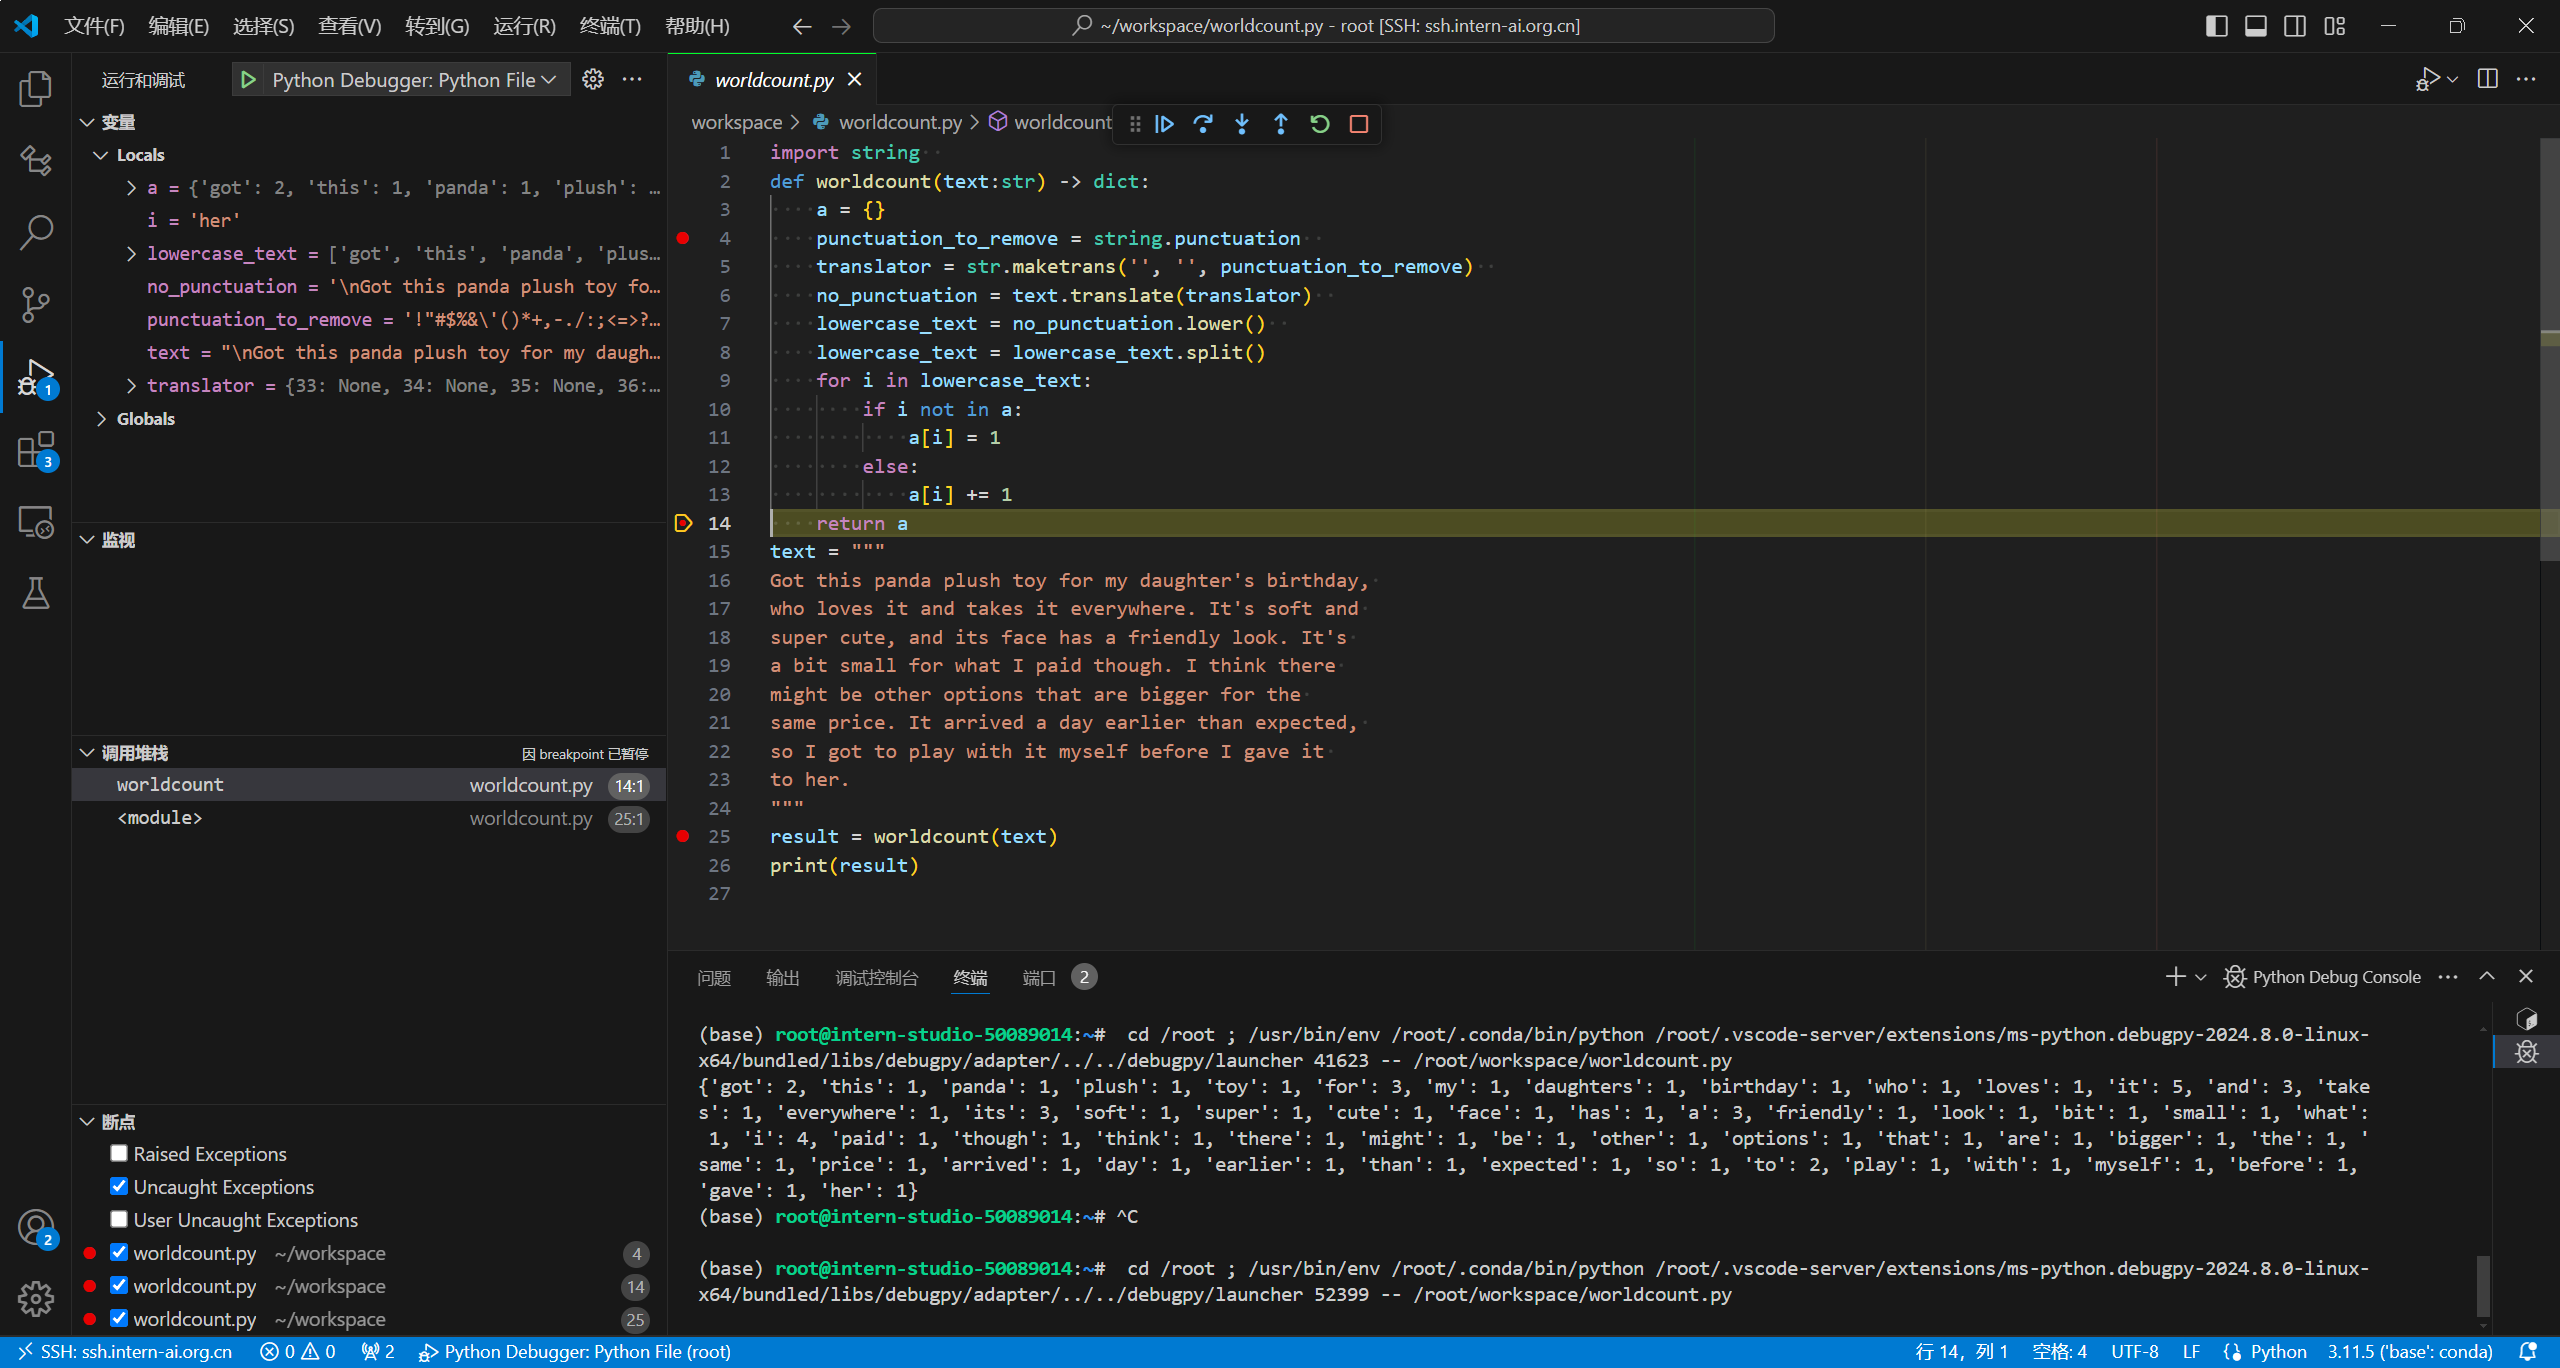 文件(F) 编辑(E) 选择(S) 查看(V) 转到(G) 运行(R) 终端(T) 帮助(H) ~/workspace/worldcount.py - root [SSH: ssh.intern-ai.org.cn]
运行和调试 Python Debugger: Python File
变量
Locals
a = {'got': 2, 'this': 1, 'panda': 1, 'plush': …
i = 'her'
lowercase_text = ['got', 'this', 'panda', 'plus…
no_punctuation = '\nGot this panda plush toy fo…
punctuation_to_remove = '!"#$%&\'()*+,-./:;<=>?…
text = "\nGot this panda plush toy for my daugh…
translator = {33: None, 34: None, 35: None, 36:…
Globals
1
3
监视
调用堆栈 因 breakpoint 已暂停
worldcount worldcount.py 14:1
<module> worldcount.py 25:1
断点
Raised Exceptions
Uncaught Exceptions
User Uncaught Exceptions
worldcount.py ~/workspace 4
worldcount.py ~/workspace 14
worldcount.py ~/workspace 25
2
worldcount.py
workspace > worldcount.py > worldcount
1 import string
2 def worldcount(text:str) -> dict:
3     a = {}
4     punctuation_to_remove = string.punctuation
5     translator = str.maketrans('', '', punctuation_to_remove)
6     no_punctuation = text.translate(translator)
7     lowercase_text = no_punctuation.lower()
8     lowercase_text = lowercase_text.split()
9     for i in lowercase_text:
10         if i not in a:
11             a[i] = 1
12         else:
13             a[i] += 1
14     return a
15 text = """
16 Got this panda plush toy for my daughter's birthday,
17 who loves it and takes it everywhere. It's soft and
18 super cute, and its face has a friendly look. It's
19 a bit small for what I paid though. I think there
20 might be other options that are bigger for the
21 same price. It arrived a day earlier than expected,
22 so I got to play with it myself before I gave it
23 to her.
24 """
25 result = worldcount(text)
26 print(result)
27
问题 输出 调试控制台 终端 端口 2 Python Debug Console
(base) root@intern-studio-50089014:~#  cd /root ; /usr/bin/env /root/.conda/bin/python /root/.vscode-server/extensions/ms-python.debugpy-2024.8.0-linux-
x64/bundled/libs/debugpy/adapter/../../debugpy/launcher 41623 -- /root/workspace/worldcount.py
{'got': 2, 'this': 1, 'panda': 1, 'plush': 1, 'toy': 1, 'for': 3, 'my': 1, 'daughters': 1, 'birthday': 1, 'who': 1, 'loves': 1, 'it': 5, 'and': 3, 'take
s': 1, 'everywhere': 1, 'its': 3, 'soft': 1, 'super': 1, 'cute': 1, 'face': 1, 'has': 1, 'a': 3, 'friendly': 1, 'look': 1, 'bit': 1, 'small': 1, 'what':
 1, 'i': 4, 'paid': 1, 'though': 1, 'think': 1, 'there': 1, 'might': 1, 'be': 1, 'other': 1, 'options': 1, 'that': 1, 'are': 1, 'bigger': 1, 'the': 1, '
same': 1, 'price': 1, 'arrived': 1, 'day': 1, 'earlier': 1, 'than': 1, 'expected': 1, 'so': 1, 'to': 2, 'play': 1, 'with': 1, 'myself': 1, 'before': 1,
'gave': 1, 'her': 1}
(base) root@intern-studio-50089014:~# ^C
(base) root@intern-studio-50089014:~#  cd /root ; /usr/bin/env /root/.conda/bin/python /root/.vscode-server/extensions/ms-python.debugpy-2024.8.0-linux-
x64/bundled/libs/debugpy/adapter/../../debugpy/launcher 52399 -- /root/workspace/worldcount.py
SSH: ssh.intern-ai.org.cn 0 0 2 Python Debugger: Python File (root) 行 14，列 1 空格: 4 UTF-8 LF Python 3.11.5 ('base': conda)